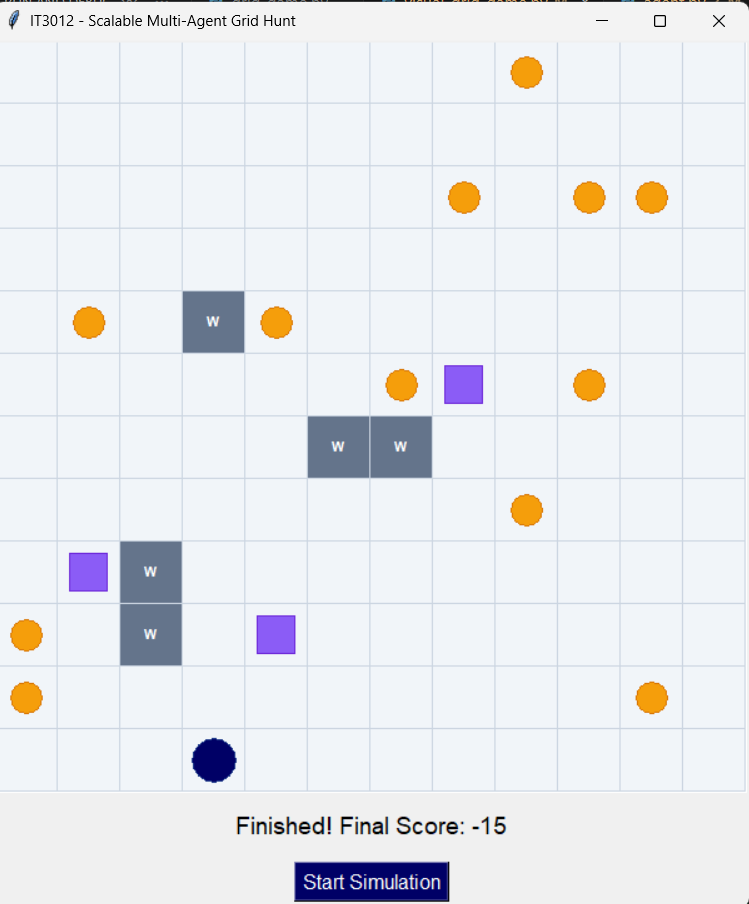 IT3012 - Scalable Multi-Agent Grid Hunt
W
W W
W
W
Finished! Final Score: -15
Start Simulation